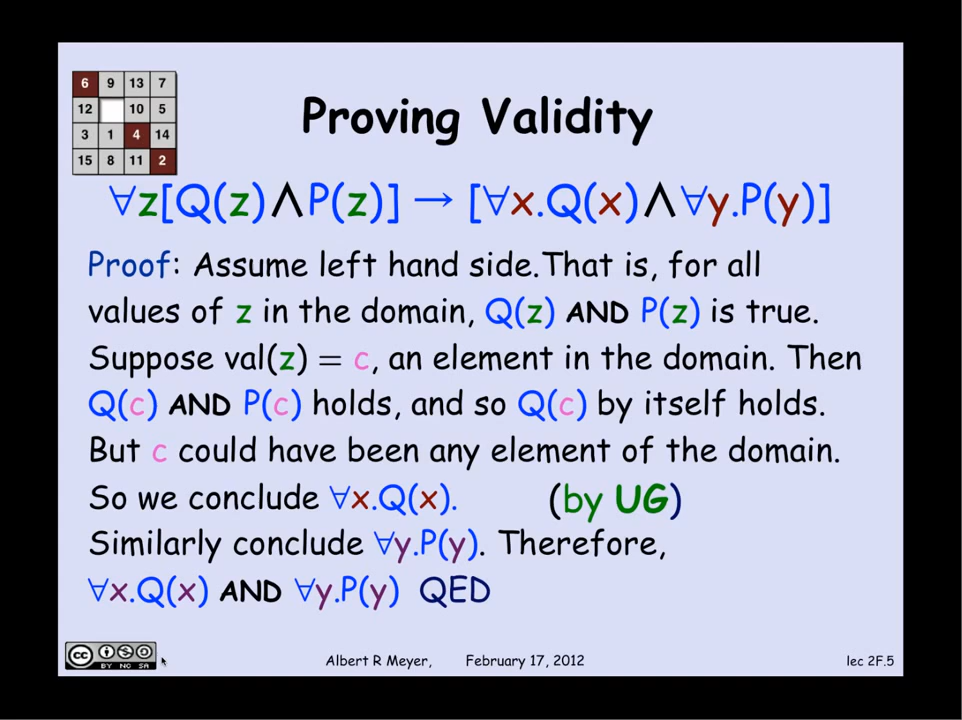 6 9 13 7
12 10 5
3 1 4 14
15 8 11 2
Proving Validity
∀z[Q(z)∧P(z)] → [∀x.Q(x)∧∀y.P(y)]
Proof: Assume left hand side.That is, for all
values of z in the domain, Q(z) AND P(z) is true.
Suppose val(z) = c, an element in the domain. Then
Q(c) AND P(c) holds, and so Q(c) by itself holds.
But c could have been any element of the domain.
So we conclude ∀x.Q(x). (by UG)
Similarly conclude ∀y.P(y). Therefore,
∀x.Q(x) AND ∀y.P(y) QED
cc BY NC SA
Albert R Meyer, February 17, 2012 lec 2F.5